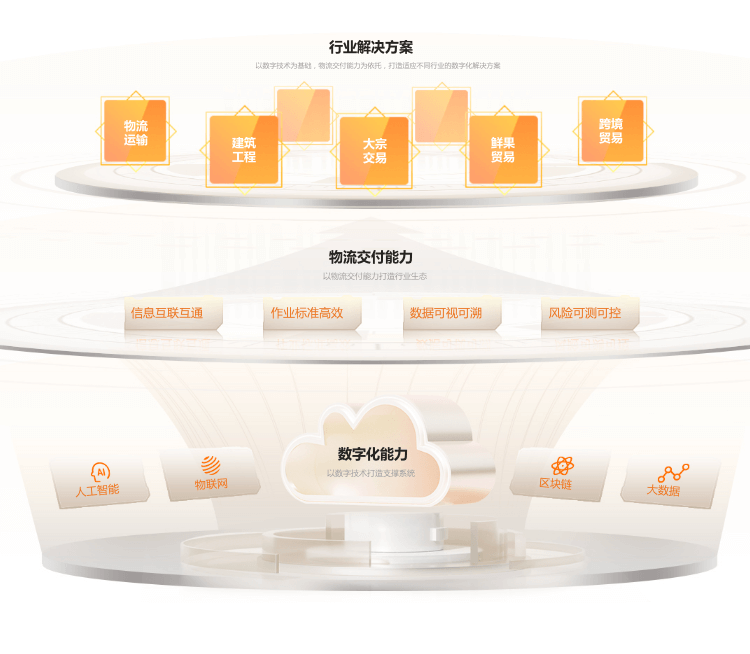 行业解决方案
以数字技术为基础，物流交付能力为依托，打造适应不同行业的数字化解决方案
物流
运输
建筑
工程
大宗
交易
鲜果
贸易
跨境
贸易
物流交付能力
以物流交付能力打造行业生态
信息互联互通
作业标准高效
数据可视可溯
风险可测可控
数字化能力
以数字技术打造支撑系统
AI
人工智能
物联网
区块链
大数据